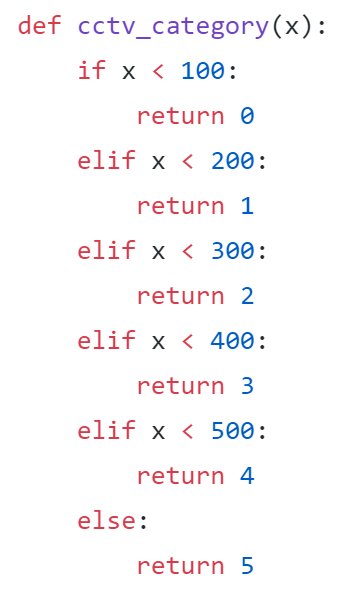 def cctv_category(x):
    if x < 100:
        return 0
    elif x < 200:
        return 1
    elif x < 300:
        return 2
    elif x < 400:
        return 3
    elif x < 500:
        return 4
    else:
        return 5